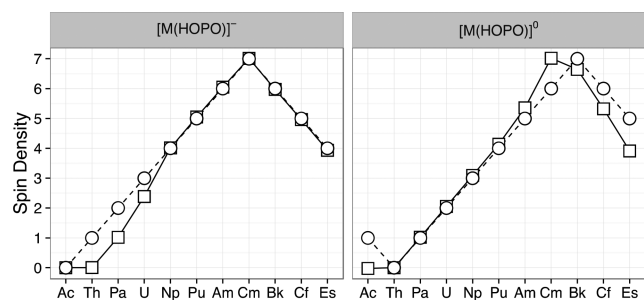 [M(HOPO)]⁻
[M(HOPO)]⁰
Spin Density
7
6
5
4
3
2
1
0
Ac Th Pa U Np Pu Am Cm Bk Cf Es
Ac Th Pa U Np Pu Am Cm Bk Cf Es